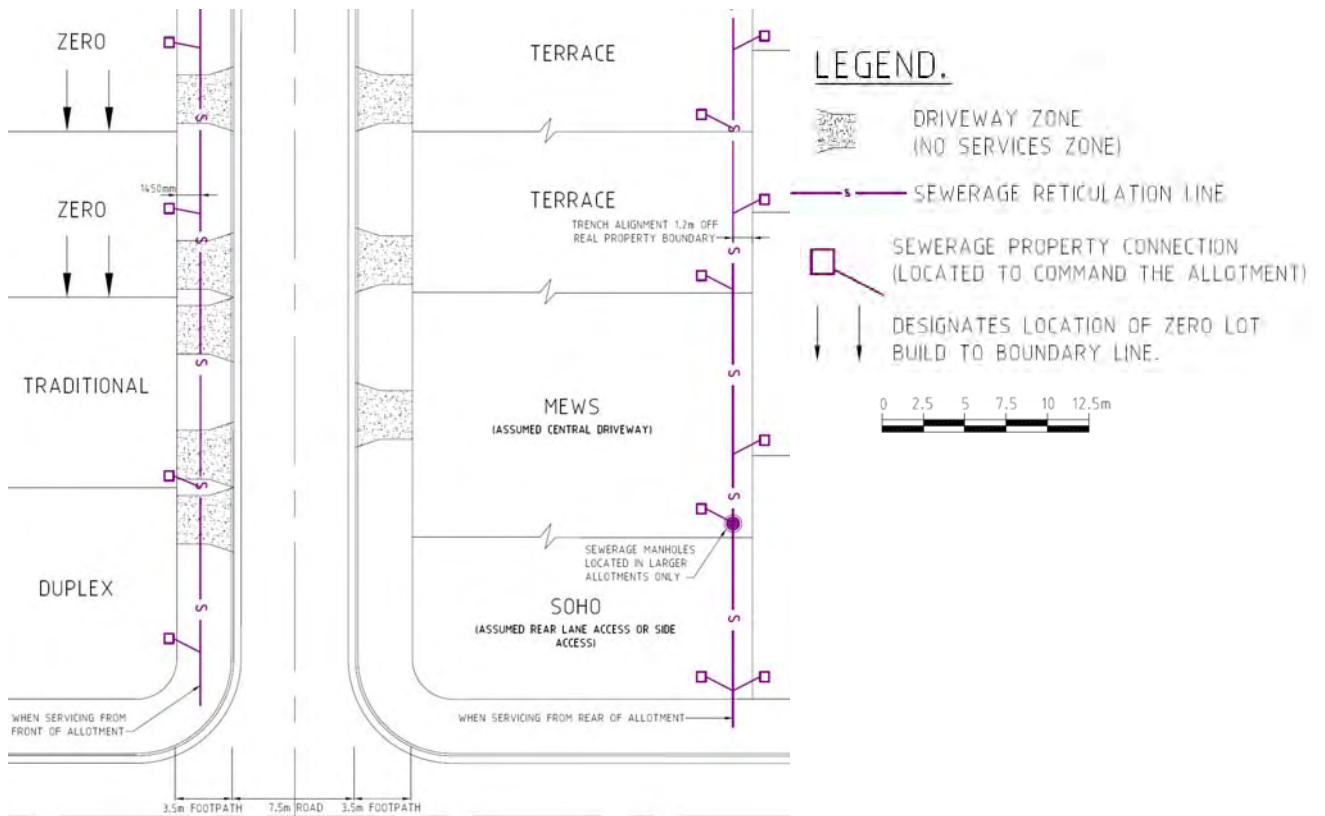 ZERO
1450mm
ZERO
TRADITIONAL
DUPLEX
WHEN SERVICING FROM
FRONT OF ALLOTMENT
S
S
S
S
S
3.5m FOOTPATH
7.5m ROAD
3.5m FOOTPATH
TERRACE
TERRACE
TRENCH ALIGNMENT 1.2m OFF
REAL PROPERTY BOUNDARY
MEWS
(ASSUMED CENTRAL DRIVEWAY)
SEWERAGE MANHOLES
LOCATED IN LARGER
ALLOTMENTS ONLY
SOHO
(ASSUMED REAR LANE ACCESS OR SIDE
ACCESS)
WHEN SERVICING FROM REAR OF ALLOTMENT
S
S
S
S
S
LEGEND.
DRIVEWAY ZONE
(NO SERVICES ZONE)
S
SEWERAGE RETICULATION LINE
SEWERAGE PROPERTY CONNECTION
(LOCATED TO COMMAND THE ALLOTMENT)
DESIGNATES LOCATION OF ZERO LOT
BUILD TO BOUNDARY LINE.
0 2.5 5 7.5 10 12.5m